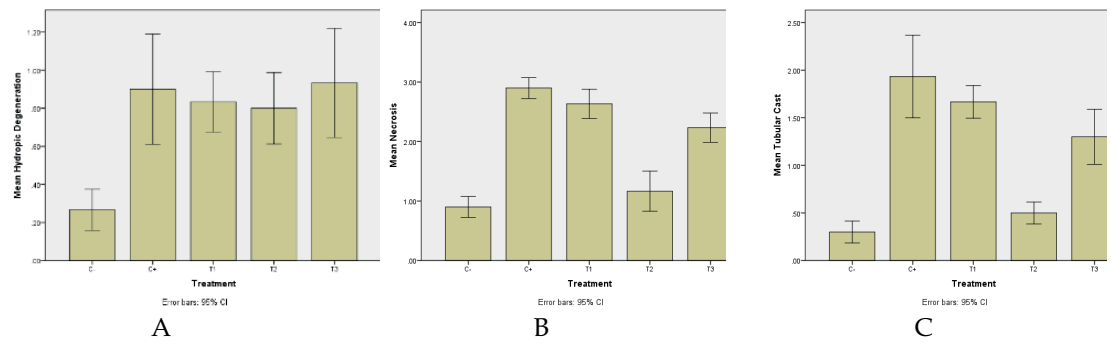 Mean Hydropic Degeneration
1.20
1.00
.80
.60
.40
.20
.00
C- C+ T1 T2 T3
Treatment
Error bars: 95% CI
A
Mean Necrosis
4.00
3.00
2.00
1.00
.00
C- C+ T1 T2 T3
Treatment
Error bars: 95% CI
B
Mean Tubular Cast
2.50
2.00
1.50
1.00
.50
.00
C- C+ T1 T2 T3
Treatment
Error bars: 95% CI
C